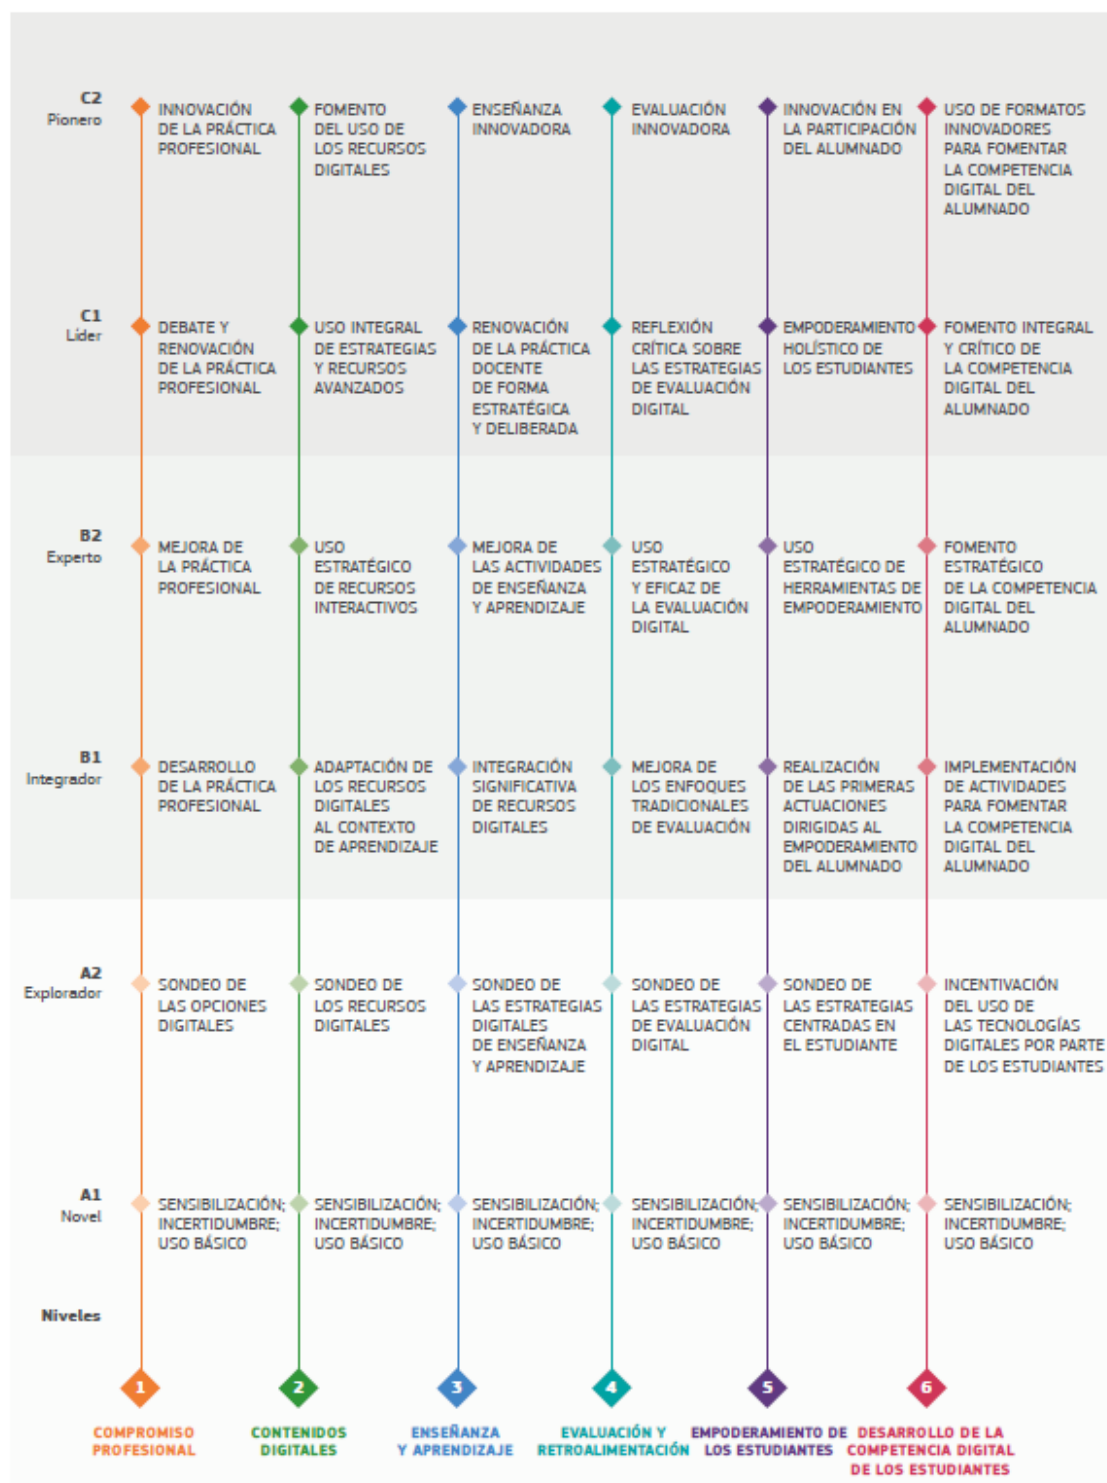 C2
Pionero
INNOVACIÓN
DE LA PRÁCTICA
PROFESIONAL
FOMENTO
DEL USO DE
LOS RECURSOS
DIGITALES
ENSEÑANZA
INNOVADORA
EVALUACIÓN
INNOVADORA
INNOVACIÓN EN
LA PARTICIPACIÓN
DEL ALUMNADO
USO DE FORMATOS
INNOVADORES
PARA FOMENTAR
LA COMPETENCIA
DIGITAL DEL
ALUMNADO
C1
Líder
DEBATE Y
RENOVACIÓN
DE LA PRÁCTICA
PROFESIONAL
USO INTEGRAL
DE ESTRATEGIAS
Y RECURSOS
AVANZADOS
RENOVACIÓN
DE LA PRÁCTICA
DOCENTE
DE FORMA
ESTRATÉGICA
Y DELIBERADA
REFLEXIÓN
CRÍTICA SOBRE
LAS ESTRATEGIAS
DE EVALUACIÓN
DIGITAL
EMPODERAMIENTO
HOLÍSTICO DE
LOS ESTUDIANTES
FOMENTO INTEGRAL
Y CRÍTICO DE
LA COMPETENCIA
DIGITAL DEL
ALUMNADO
B2
Experto
MEJORA DE
LA PRÁCTICA
PROFESIONAL
USO
ESTRATÉGICO
DE RECURSOS
INTERACTIVOS
MEJORA DE
LAS ACTIVIDADES
DE ENSEÑANZA
Y APRENDIZAJE
USO
ESTRATÉGICO
Y EFICAZ DE
LA EVALUACIÓN
DIGITAL
USO
ESTRATÉGICO DE
HERRAMIENTAS DE
EMPODERAMIENTO
FOMENTO
ESTRATÉGICO
DE LA COMPETENCIA
DIGITAL DEL
ALUMNADO
B1
Integrador
DESARROLLO
DE LA PRÁCTICA
PROFESIONAL
ADAPTACIÓN DE
LOS RECURSOS
DIGITALES
AL CONTEXTO
DE APRENDIZAJE
INTEGRACIÓN
SIGNIFICATIVA
DE RECURSOS
DIGITALES
MEJORA DE
LOS ENFOQUES
TRADICIONALES
DE EVALUACIÓN
REALIZACIÓN
DE LAS PRIMERAS
ACTUACIONES
DIRIGIDAS AL
EMPODERAMIENTO
DEL ALUMNADO
IMPLEMENTACIÓN
DE ACTIVIDADES
PARA FOMENTAR
LA COMPETENCIA
DIGITAL DEL
ALUMNADO
A2
Explorador
SONDEO DE
LAS OPCIONES
DIGITALES
SONDEO DE
LOS RECURSOS
DIGITALES
SONDEO DE
LAS ESTRATEGIAS
DIGITALES
DE ENSEÑANZA
Y APRENDIZAJE
SONDEO DE
LAS ESTRATEGIAS
DE EVALUACIÓN
DIGITAL
SONDEO DE
LAS ESTRATEGIAS
CENTRADAS EN
EL ESTUDIANTE
INCENTIVACIÓN
DEL USO DE
LAS TECNOLOGÍAS
DIGITALES POR PARTE
DE LOS ESTUDIANTES
A1
Novel
SENSIBILIZACIÓN;
INCERTIDUMBRE;
USO BÁSICO
SENSIBILIZACIÓN;
INCERTIDUMBRE;
USO BÁSICO
SENSIBILIZACIÓN;
INCERTIDUMBRE;
USO BÁSICO
SENSIBILIZACIÓN;
INCERTIDUMBRE;
USO BÁSICO
SENSIBILIZACIÓN;
INCERTIDUMBRE;
USO BÁSICO
SENSIBILIZACIÓN;
INCERTIDUMBRE;
USO BÁSICO
Niveles
1
COMPROMISO
PROFESIONAL
2
CONTENIDOS
DIGITALES
3
ENSEÑANZA
Y APRENDIZAJE
4
EVALUACIÓN Y
RETROALIMENTACIÓN
5
EMPODERAMIENTO DE
LOS ESTUDIANTES
6
DESARROLLO DE LA
COMPETENCIA DIGITAL
DE LOS ESTUDIANTES